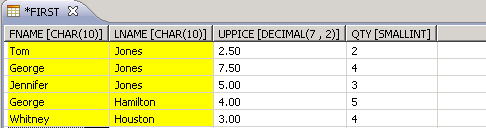 *FIRST
FNAME [CHAR(10)] LNAME [CHAR(10)] UPPICE [DECIMAL(7 , 2)] QTY [SMALLINT]
Tom Jones 2.50 2
George Jones 7.50 4
Jennifer Jones 5.00 3
George Hamilton 4.00 5
Whitney Houston 3.00 4